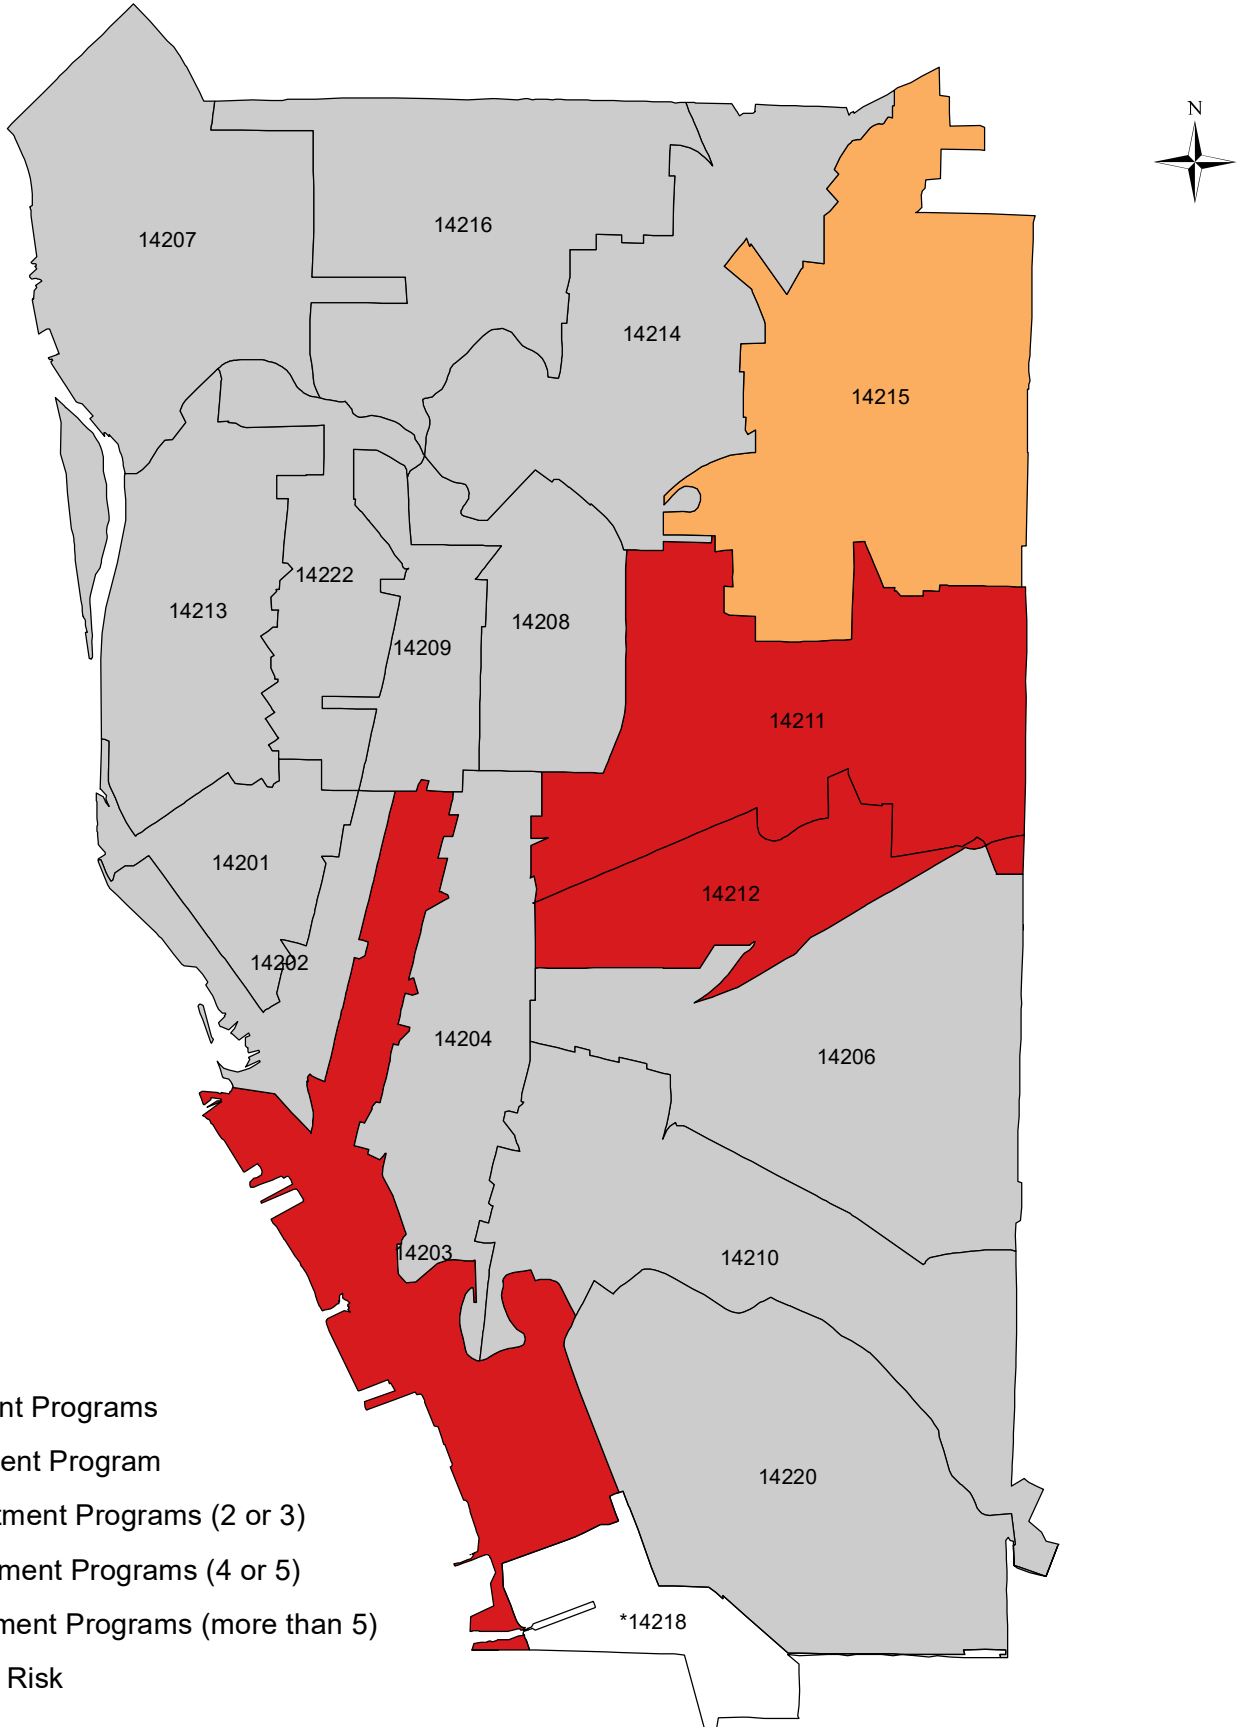 N
14207
14216
14214
14215
14222
14213
14208
14209
14211
14201
14212
14202
14204
14206
14203
14210
nt Programs
ent Program
14220
tment Programs (2 or 3)
ment Programs (4 or 5)
ment Programs (more than 5)
*14218
Risk